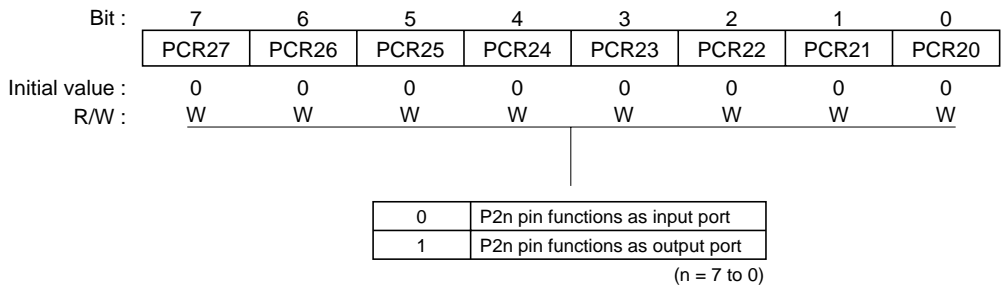 Bit : 7 6 5 4 3 2 1 0
PCR27 PCR26 PCR25 PCR24 PCR23 PCR22 PCR21 PCR20
Initial value : 0 0 0 0 0 0 0 0
R/W : W W W W W W W W
0 P2n pin functions as input port
1 P2n pin functions as output port
(n = 7 to 0)